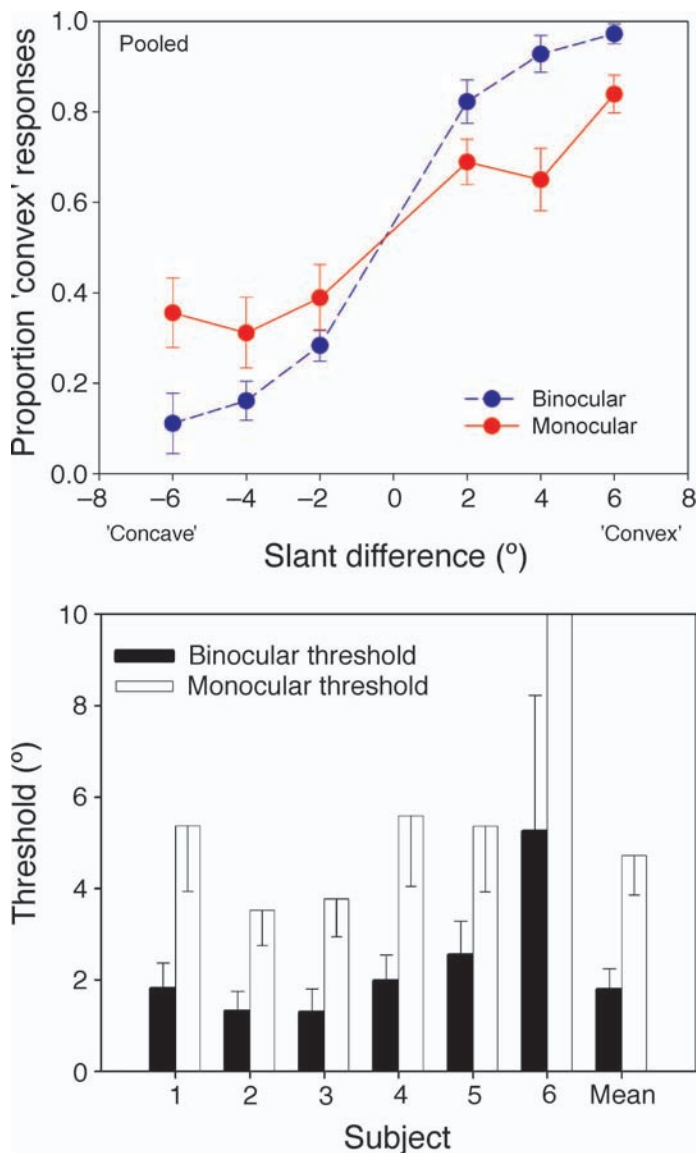 Pooled
Proportion 'convex' responses
1.0
0.8
0.6
0.4
0.2
0.0
Binocular
Monocular
−8 −6 −4 −2 0 2 4 6 8
'Concave' 'Convex'
Slant difference (º)
Threshold (º)
10
8
6
4
2
0
Binocular threshold
Monocular threshold
1 2 3 4 5 6 Mean
Subject